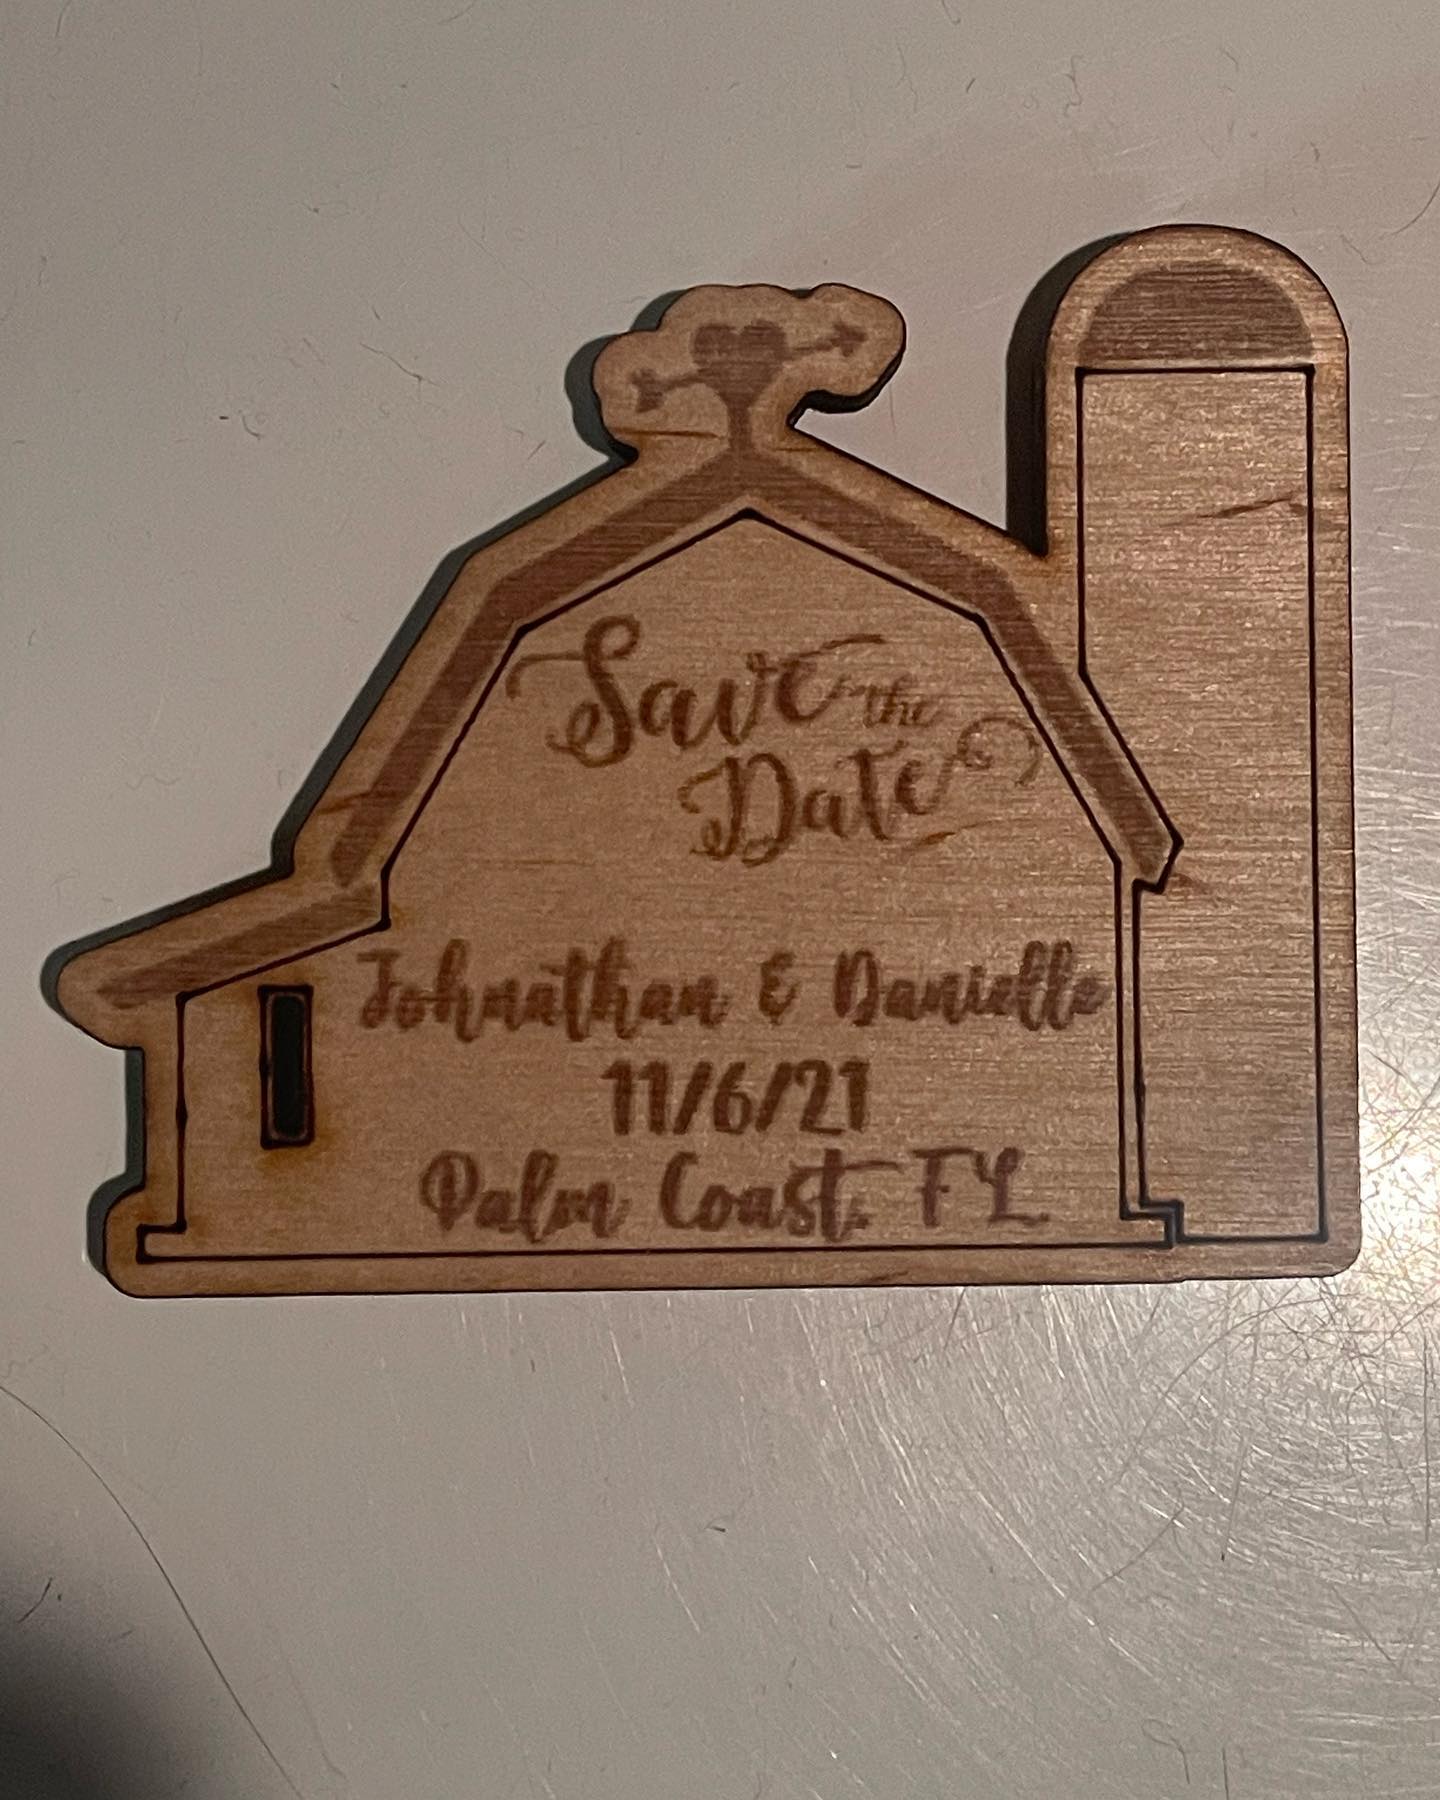 Save the
Date
Johnathan & Danielle
11/6/21
Palm Coast, FL